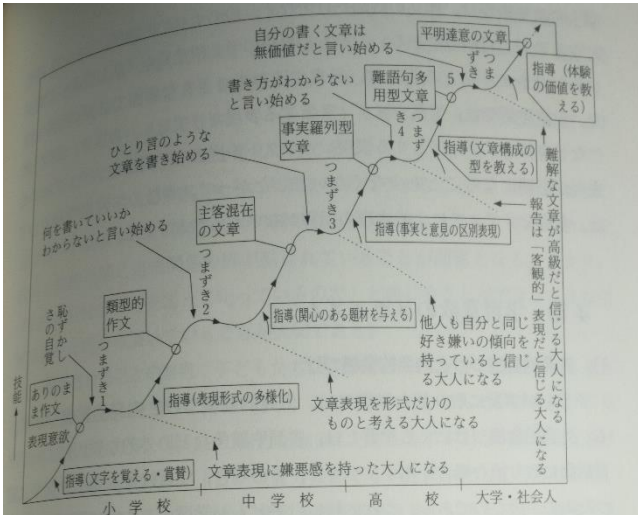 自分の書く文章は
無価値だと言い始める
平明達意の文章
つま
ずき
5
指導（体験
の価値を教
える）
書き方がわからない
と言い始める
難語句多
用型文章
つまず
き4
指導（文章構成の
型を教える）
ひとり言のような
文章を書き始める
事実羅列型
文章
つまずき3
指導（事実と意見の区別表現）
何を書いていいか
わからないと言い始める
主客混在
の文章
つまずき2
指導（関心のある題材を与える）
恥ずかし
さの自覚
類型的
作文
つまずき1
指導（表現形式の多様化）
技能
ありのま
ま作文
表現意欲
指導（文字を覚える・賞賛）
難解な文章が高級だと信じる大人になる
報告は「客観的」表現だと信じる大人になる
他人も自分と同じ
好き嫌いの傾向を
持っていると信じ
る大人になる
文章表現を形式だけの
ものと考える大人になる
文章表現に嫌悪感を持った大人になる
小学校
中学校
高校
大学・社会人